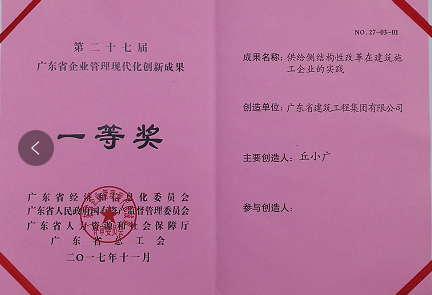 第二十七届
广东省企业管理现代化创新成果
一等奖
广东省经济和信息化委员会
广东省人民政府国有资产监督管理委员会
广东省人力资源和社会保障厅
广东省总工会
二〇一七年十一月
NO. 27-03-01
成果名称：供给侧结构性改革在建筑施
工企业的实践
创造单位：广东省建筑工程集团有限公司
主要创造人：丘小广
参与创造人：